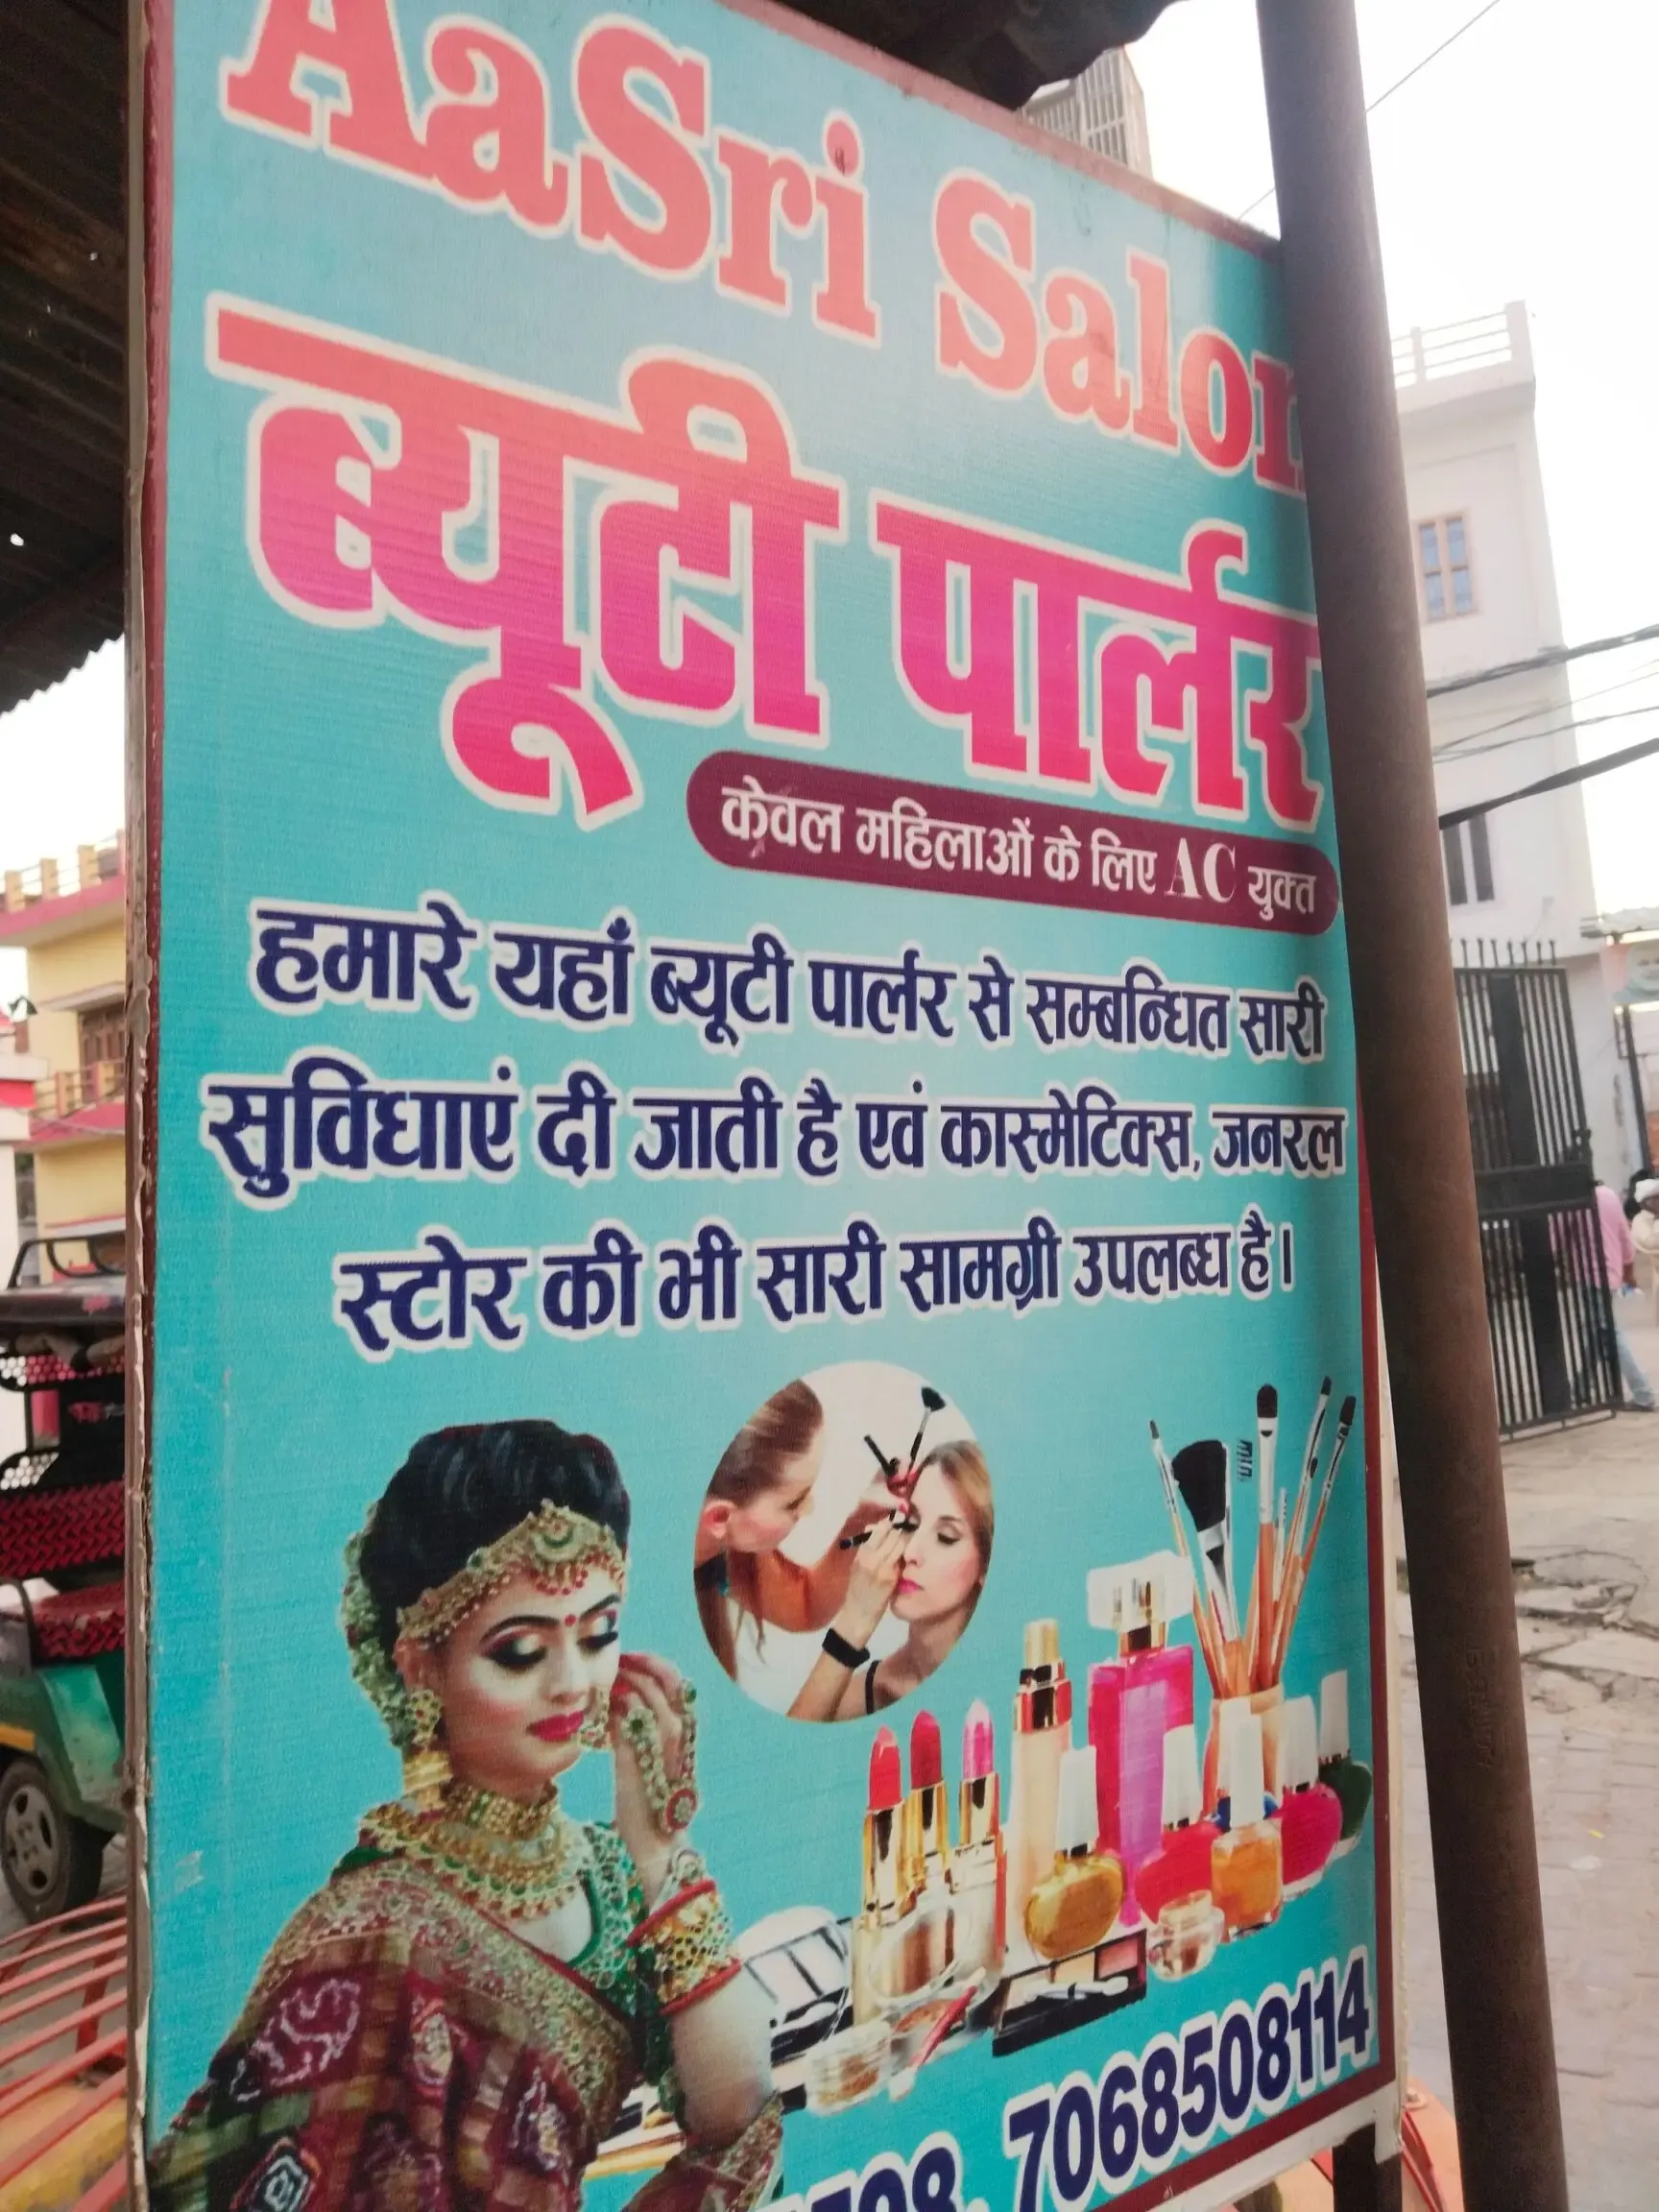 AaSri Salon
ब्यूटी पार्लर
केवल महिलाओं के लिए AC युक्त
हमारे यहाँ ब्यूटी पार्लर से सम्बन्धित सारी
सुविधाएं दी जाती है एवं कास्मेटिक्स, जनरल
स्टोर की भी सारी सामग्री उपलब्ध है।
7068508114